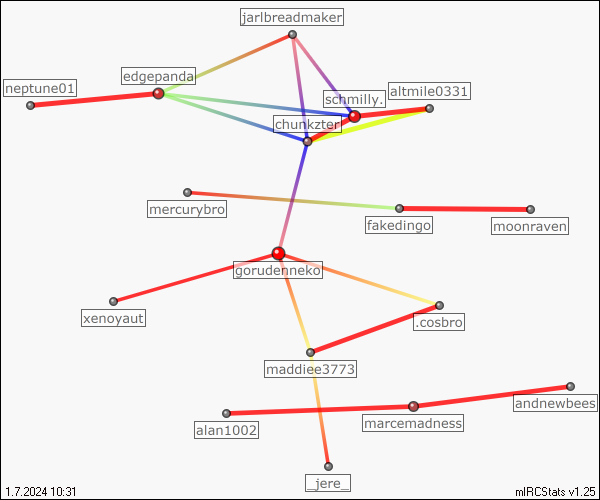 jarlbreadmaker
edgepanda
neptune01
altmile0331
schmilly.
chunkzter
mercurybro
fakedingo
moonraven
gorudenneko
xenoyaut
.cosbro
maddiee3773
andnewbees
marcemadness
alan1002
_jere_
1.7.2024 10:31
mIRCStats v1.25